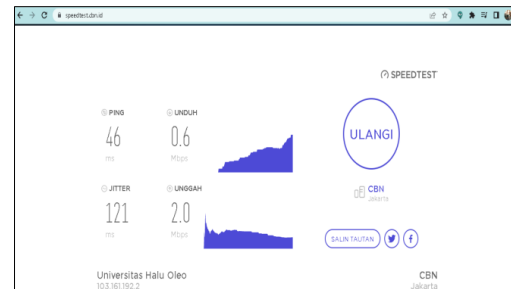 speedtest.cbn.id
SPEEDTEST
PING
46
ms
UNDUH
0.6
Mbps
ULANGI
JITTER
121
ms
UNGGAH
2.0
Mbps
CBN
Jakarta
SALIN TAUTAN
Universitas Halu Oleo
103.161.192.2
CBN
Jakarta